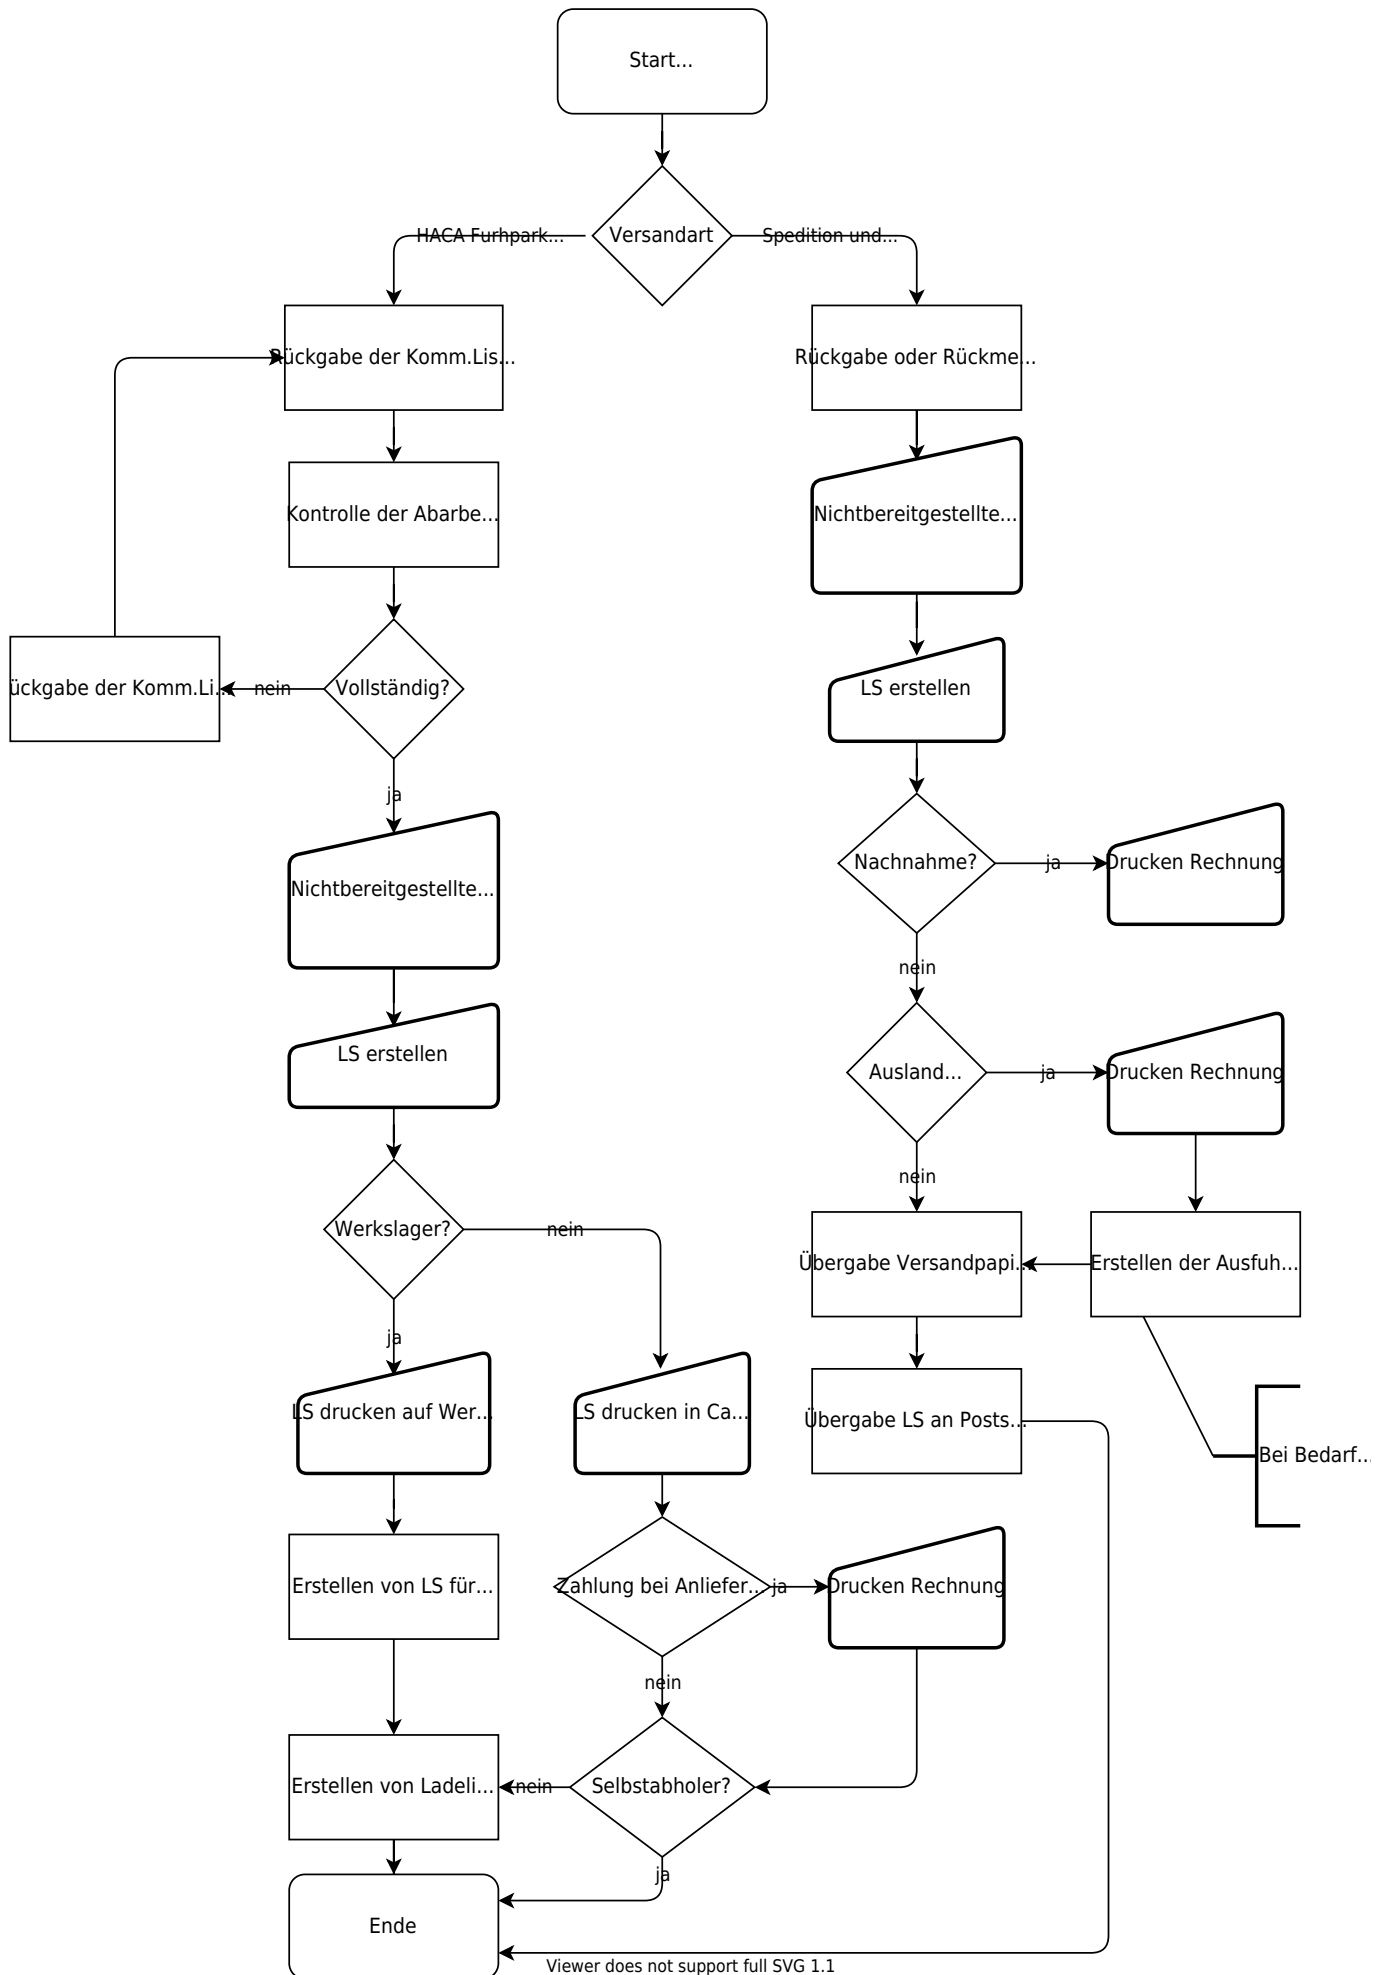 Start...
Versandart
HACA Furhpark...
Spedition und...
Rückgabe der Komm.Lis...
Rückgabe oder Rückme...
Kontrolle der Abarbe...
Nichtbereitgestellte...
ückgabe der Komm.Li...
nein
Vollständig?
LS erstellen
ja
Nachnahme?
ja
Drucken Rechnung
Nichtbereitgestellte...
nein
LS erstellen
Ausland...
ja
Drucken Rechnung
nein
Werkslager?
nein
Übergabe Versandpapi...
Erstellen der Ausfuh...
ja
LS drucken auf Wer...
LS drucken in Ca...
Übergabe LS an Posts...
Bei Bedarf...
Erstellen von LS für...
Zahlung bei Anliefer...
ja
Drucken Rechnung
nein
Erstellen von Ladeli...
nein
Selbstabholer?
ja
Ende
Viewer does not support full SVG 1.1